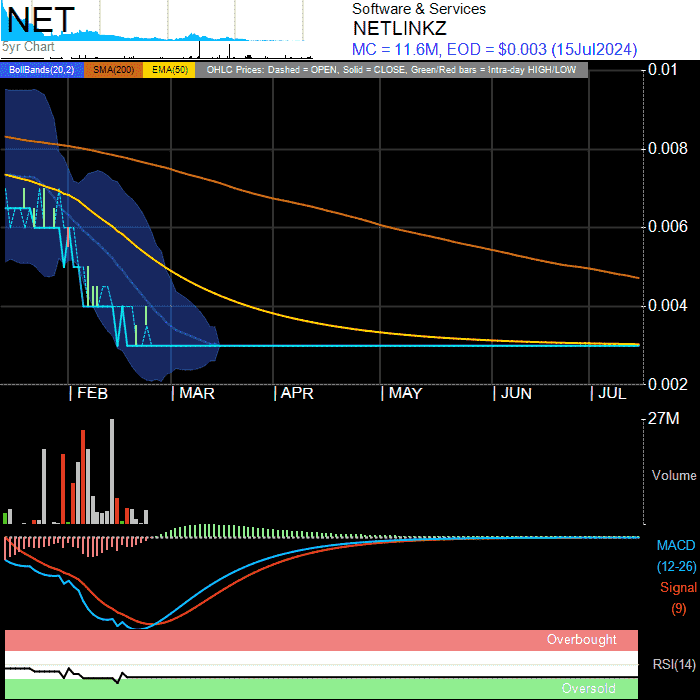 NET
5yr Chart
Software & Services
NETLINKZ
MC = 11.6M, EOD = $0.003 (15Jul2024)
BollBands(20,2) SMA(200) EMA(50) OHLC Prices: Dashed = OPEN, Solid = CLOSE, Green/Red bars = Intra-day HIGH/LOW
0.01
0.008
0.006
0.004
0.002
| FEB | MAR | APR | MAY | JUN | JUL
27M
Volume
MACD
(12-26)
Signal
(9)
Overbought
RSI(14)
Oversold